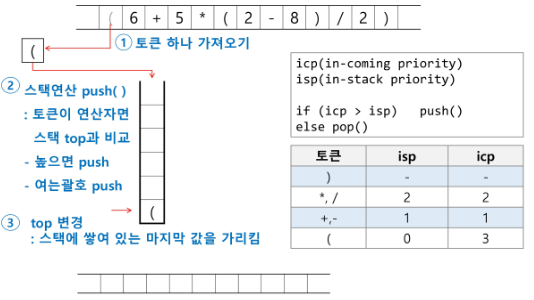 ( 6 + 5 * ( 2 - 8 ) / 2 )
(
① 토큰 하나 가져오기
② 스택연산 push( )
: 토큰이 연산자면
스택 top과 비교
- 높으면 push
- 여는괄호 push
(
③ top 변경
: 스택에 쌓여 있는 마지막 값을 가리킴
icp(in-coming priority)
isp(in-stack priority)
if (icp > isp) push()
else pop()
토큰 isp icp
) - -
*, / 2 2
+,- 1 1
( 0 3